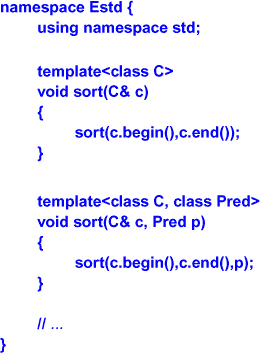 namespace Estd {
using namespace std;
template<class C>
void sort(C& c)
{
sort(c.begin(),c.end());
}
template<class C, class Pred>
void sort(C& c, Pred p)
{
sort(c.begin(),c.end(),p);
}
// ...
}